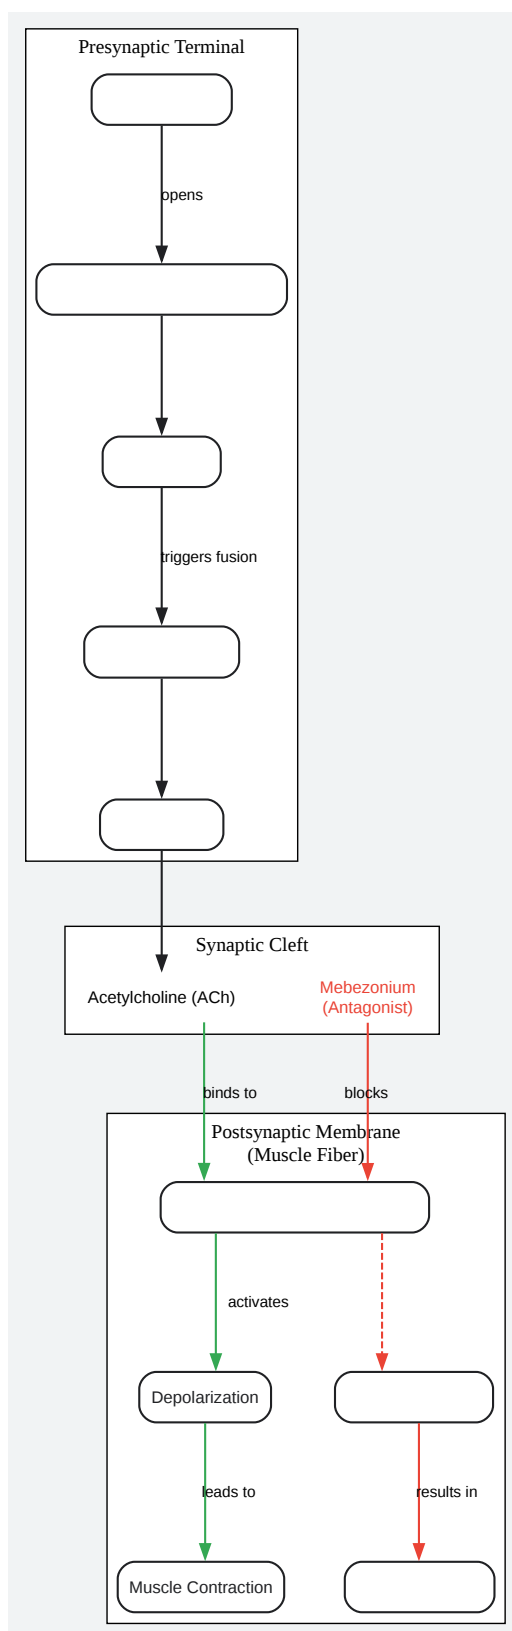 Presynaptic Terminal
opens
triggers fusion
Synaptic Cleft
Acetylcholine (ACh)
Mebezonium
(Antagonist)
binds to
blocks
Postsynaptic Membrane
(Muscle Fiber)
activates
Depolarization
leads to
results in
Muscle Contraction